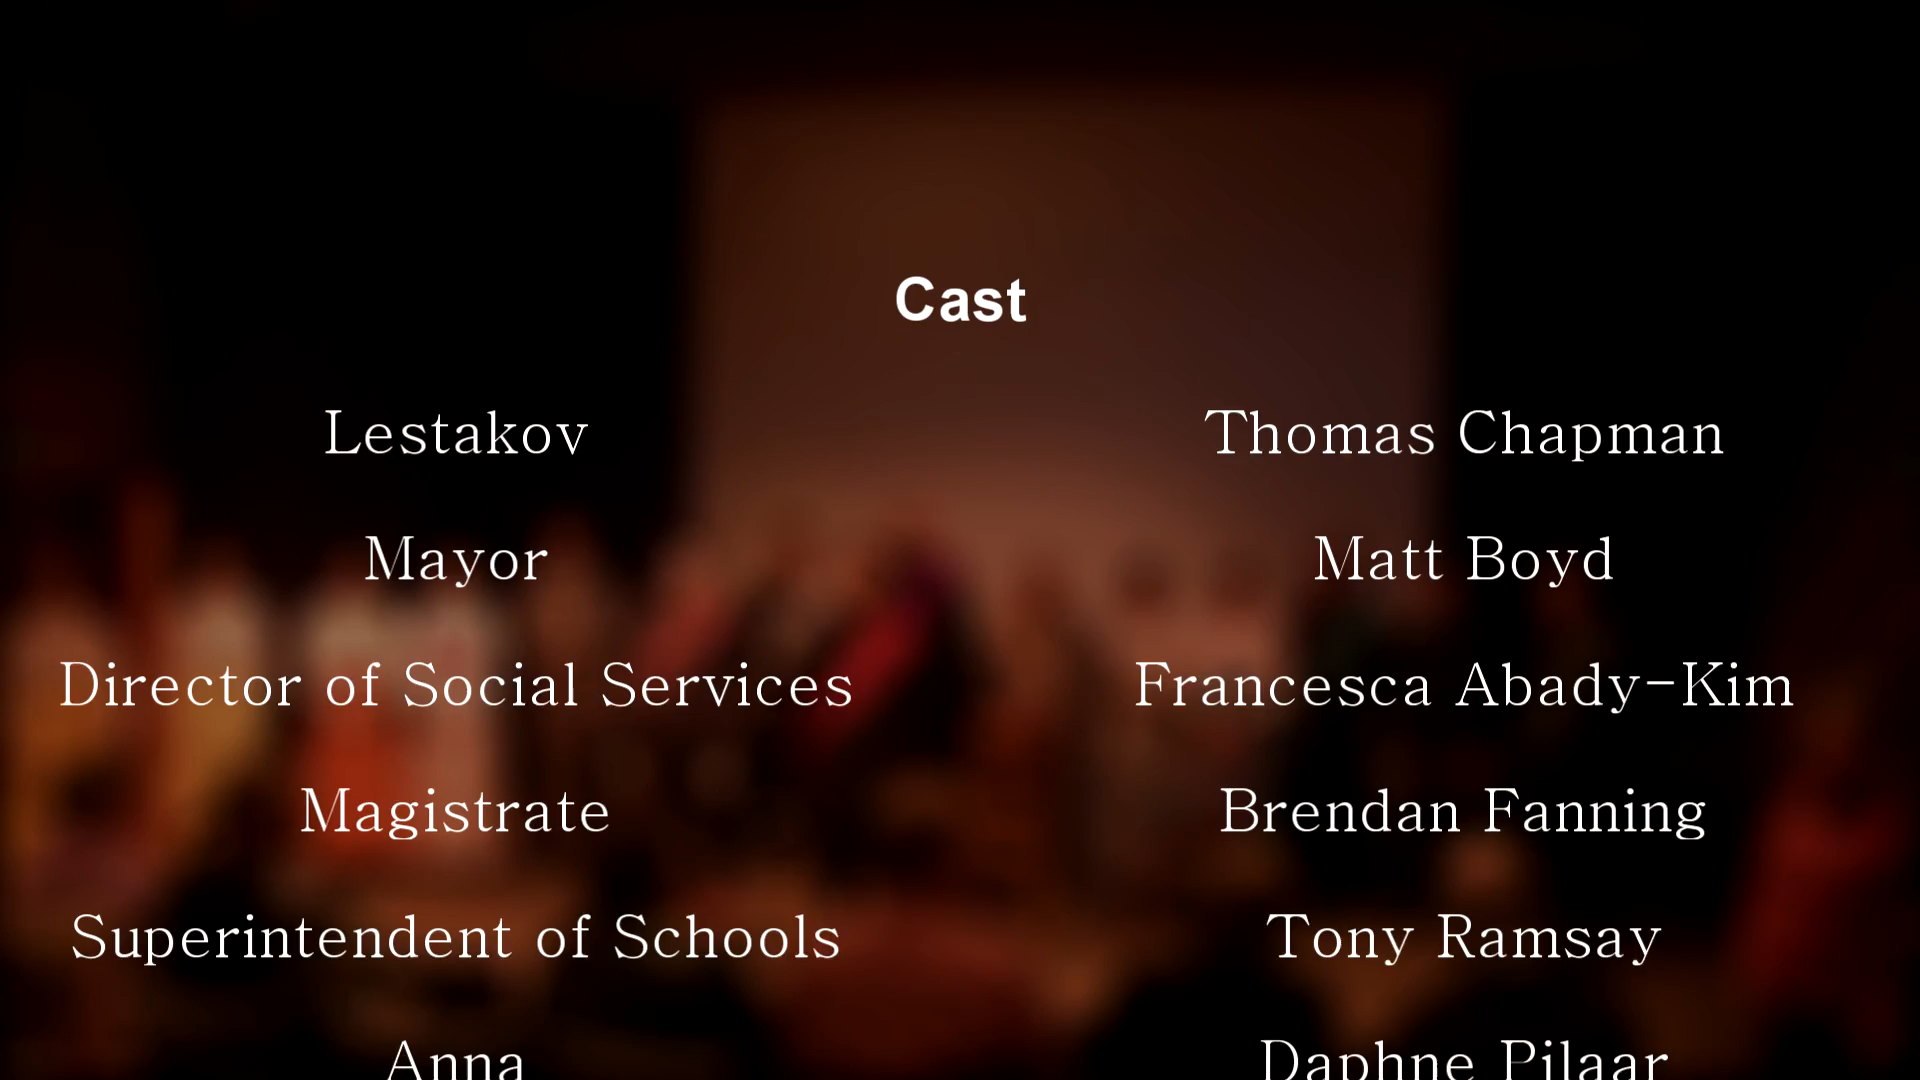 Cast
Lestakov Thomas Chapman
Mayor Matt Boyd
Director of Social Services Francesca Abady-Kim
Magistrate Brendan Fanning
Superintendent of Schools Tony Ramsay
Anna Daphne Pilaar